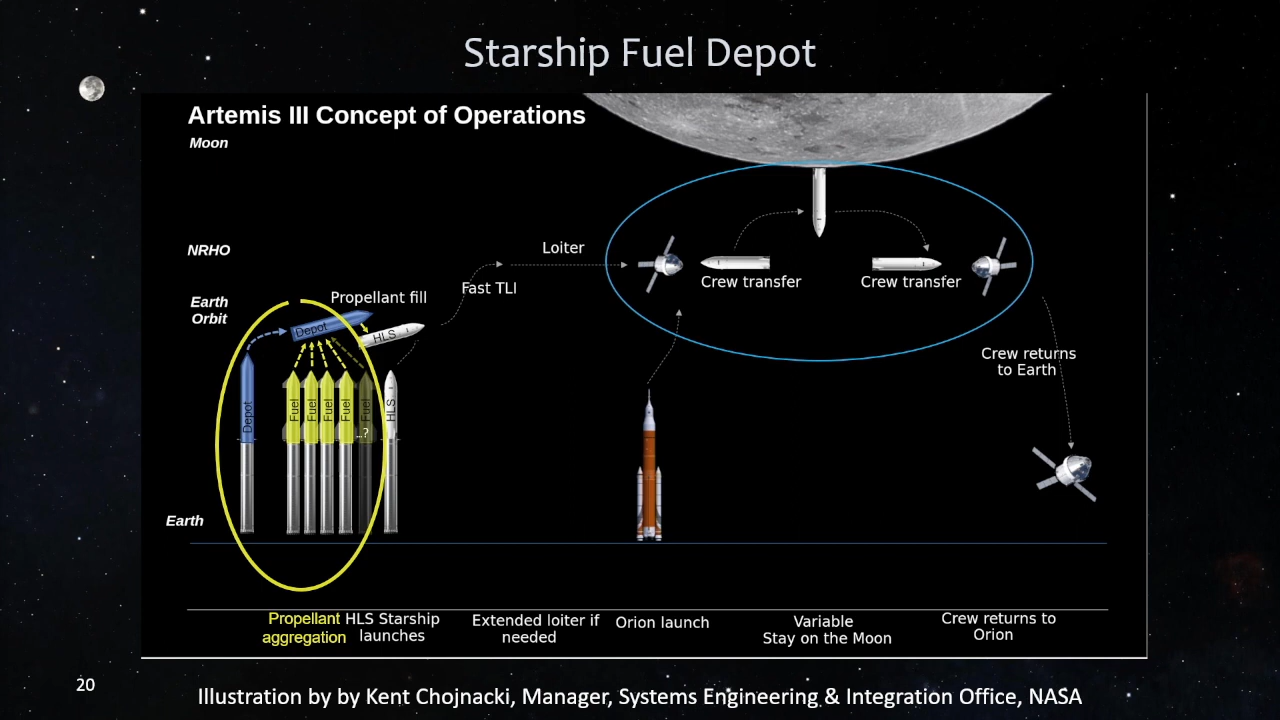 Starship Fuel Depot
Artemis III Concept of Operations
Moon
NRHO
Loiter
Crew transfer
Crew transfer
Fast TLI
Earth
Orbit
Propellant fill
Depot
HLS
Crew returns
to Earth
Depot
Fuel
Fuel
Fuel
Fuel
Fuel
...?
HLS
Earth
Propellant
aggregation
HLS Starship
launches
Extended loiter if
needed
Orion launch
Variable
Stay on the Moon
Crew returns to
Orion
20
Illustration by by Kent Chojnacki, Manager, Systems Engineering & Integration Office, NASA